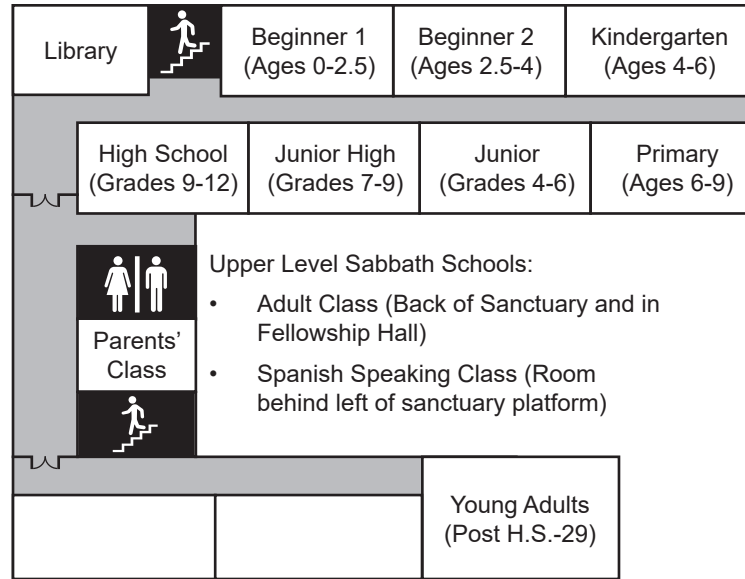 Library
Beginner 1
(Ages 0-2.5)
Beginner 2
(Ages 2.5-4)
Kindergarten
(Ages 4-6)
High School
(Grades 9-12)
Junior High
(Grades 7-9)
Junior
(Grades 4-6)
Primary
(Ages 6-9)
Parents’
Class
Upper Level Sabbath Schools:
• Adult Class (Back of Sanctuary and in
Fellowship Hall)
• Spanish Speaking Class (Room
behind left of sanctuary platform)
Young Adults
(Post H.S.-29)